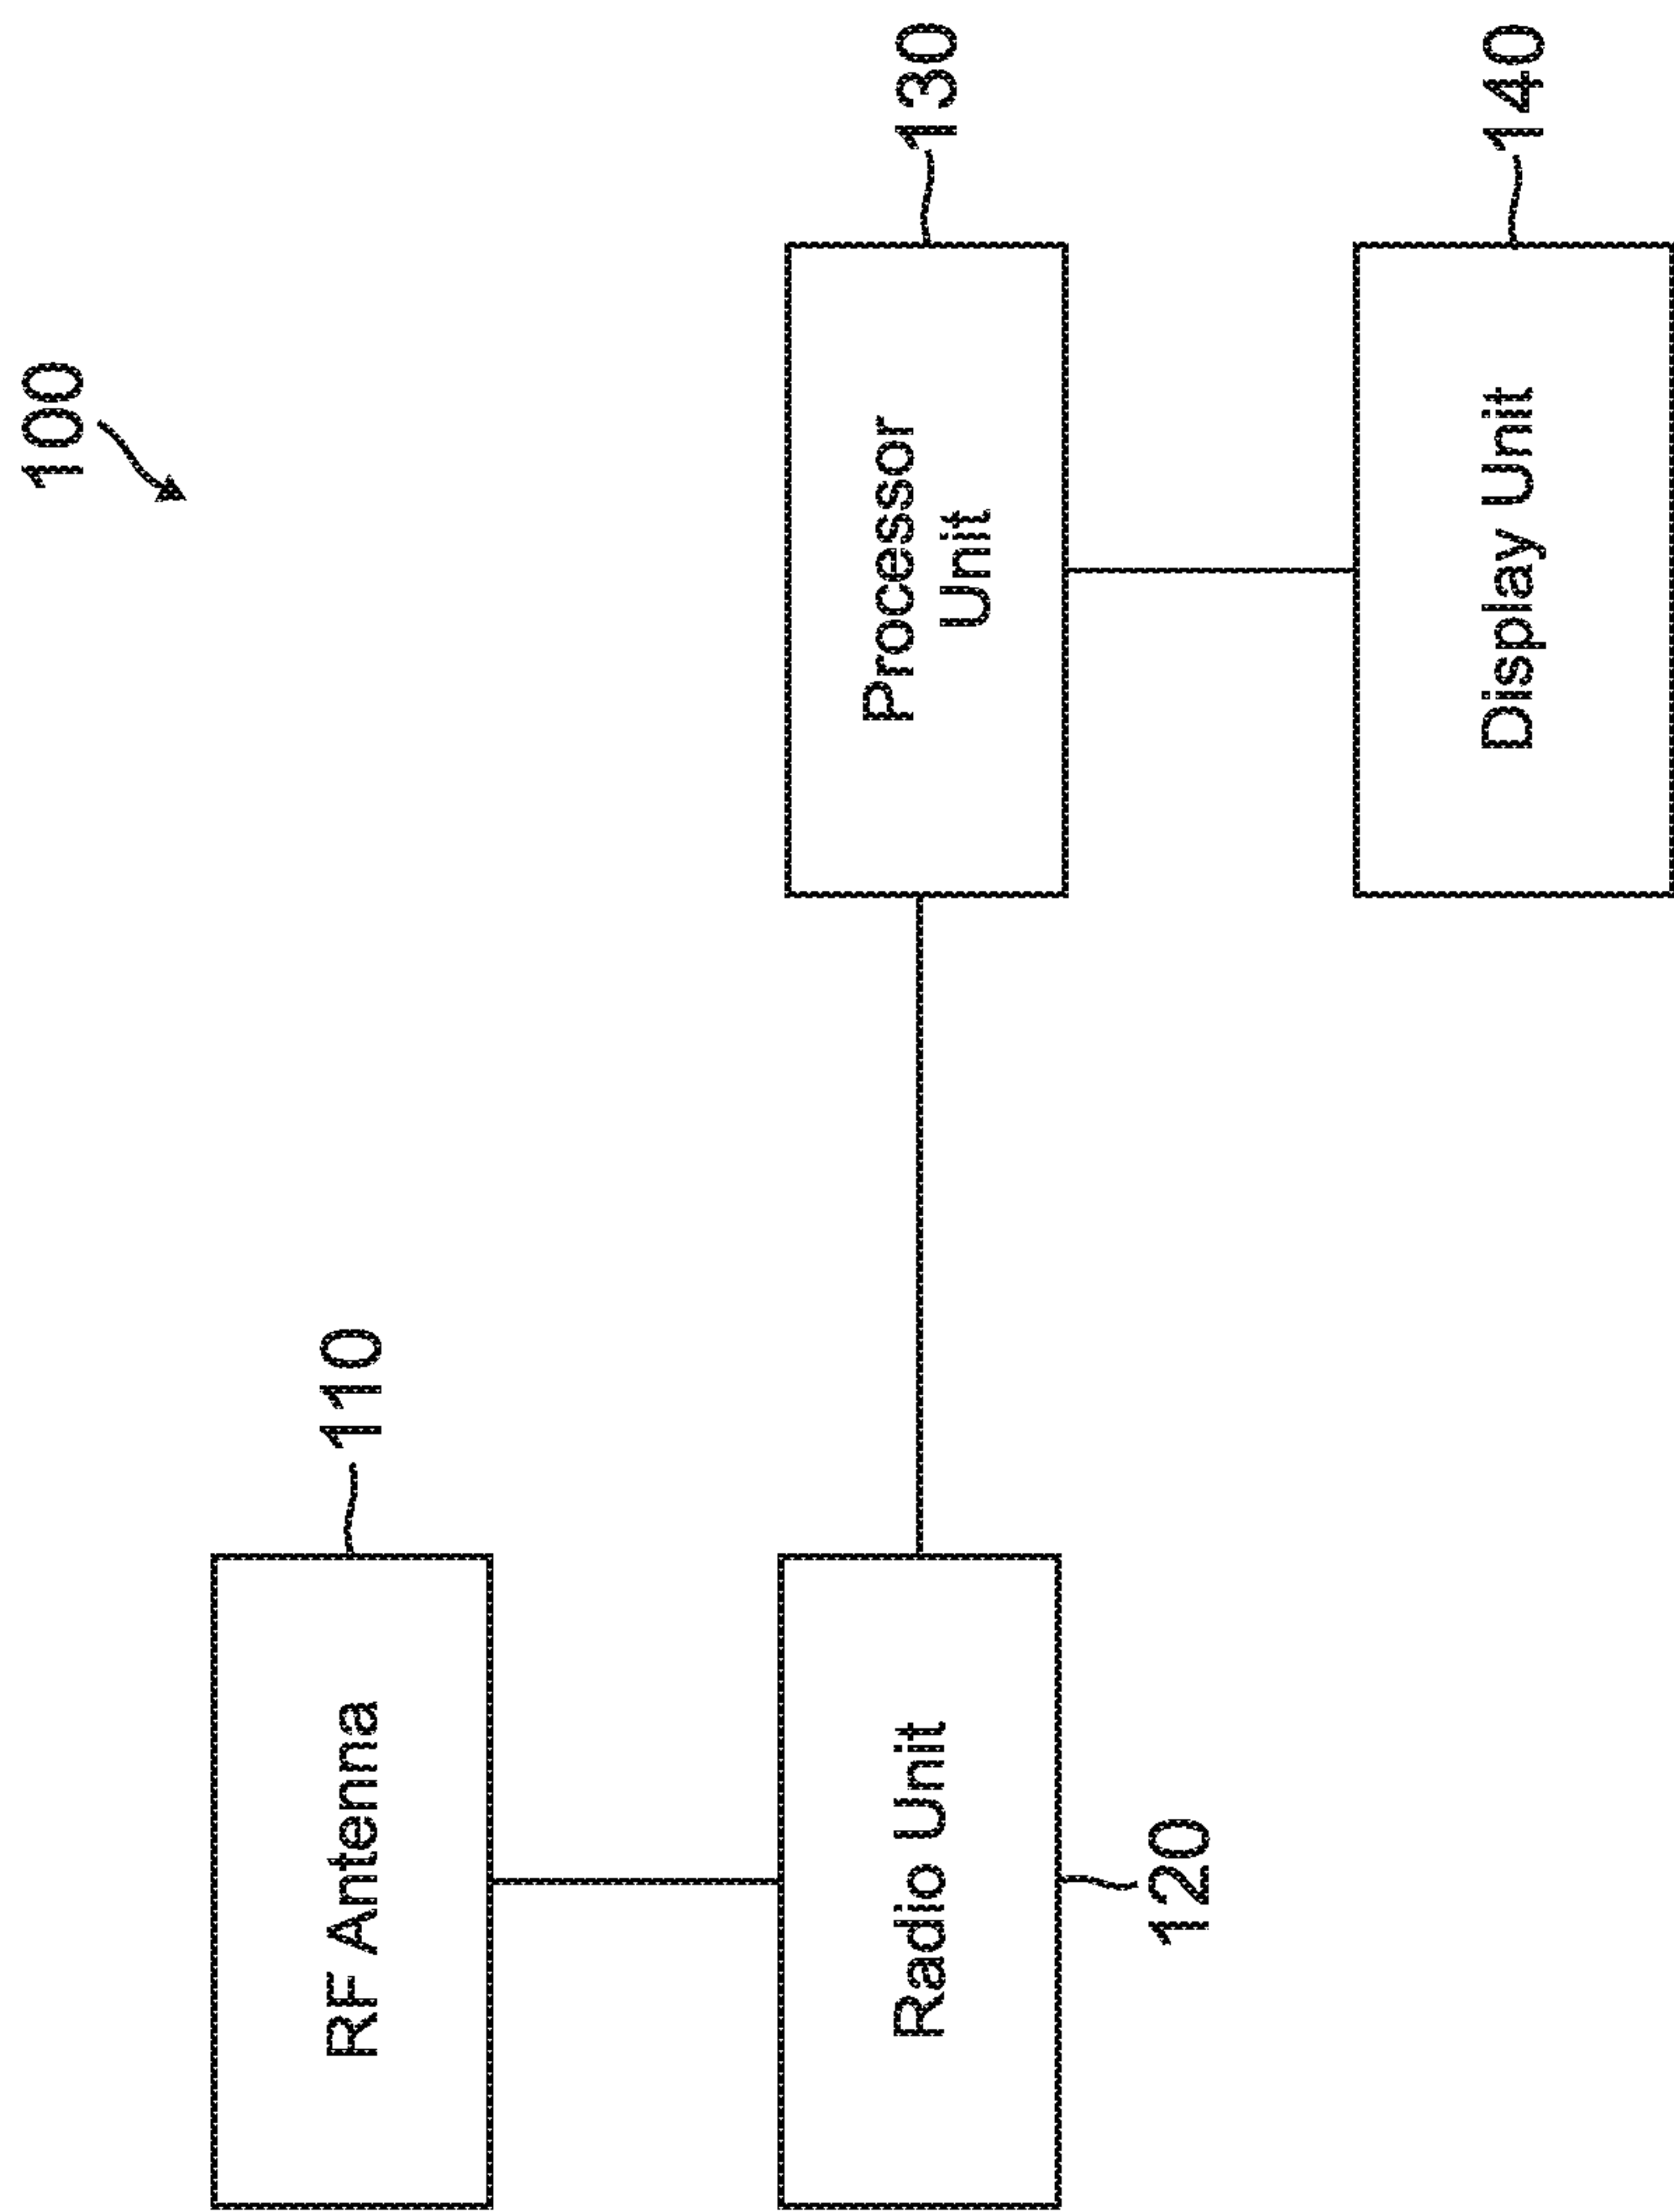 100
RF Antenna
110
Radio Unit
120
Processor
Unit
130
Display Unit
140